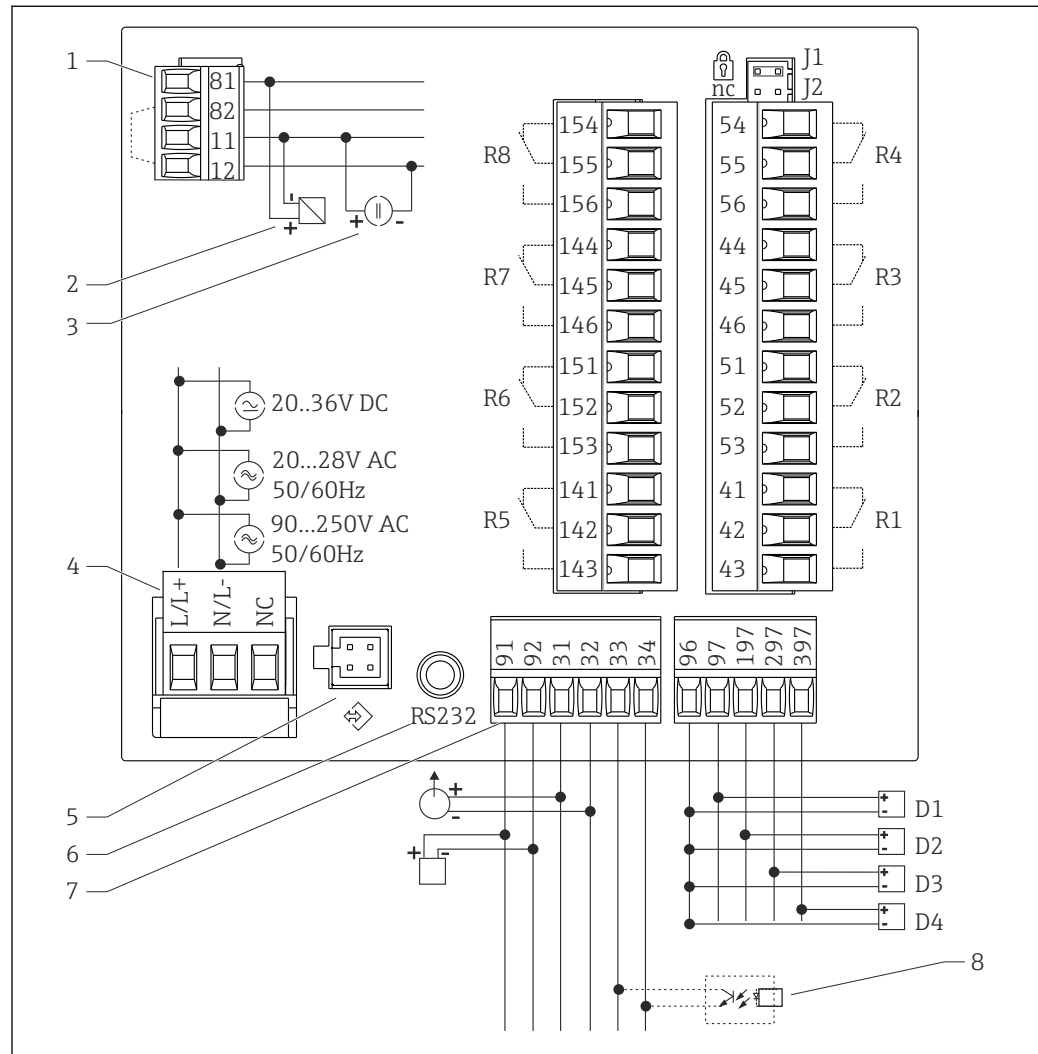 1
81
82
11
12
+
-
+
-
2
3
J1
nc
J2
R8
154
155
156
R7
144
145
146
R6
151
152
153
R5
141
142
143
54
55
56
R4
44
45
46
R3
51
52
53
R2
41
42
43
R1
20..36V DC
20...28V AC
50/60Hz
90...250V AC
50/60Hz
4
L/L+
N/L-
NC
RS232
91
92
31
32
33
34
96
97
197
297
397
5
6
7
+
-
+
-
+
-
D1
+
-
D2
+
-
D3
+
-
D4
8